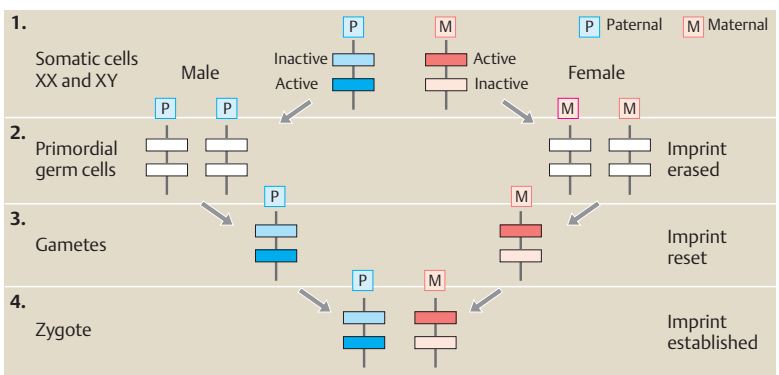 1.
P
M
P Paternal
M Maternal
Somatic cells
XX and XY
Male
Inactive
Active
Active
Inactive
Female
P
P
M
M
2.
Primordial
germ cells
Imprint
erased
3.
P
M
Gametes
Imprint
reset
4.
P
M
Zygote
Imprint
established